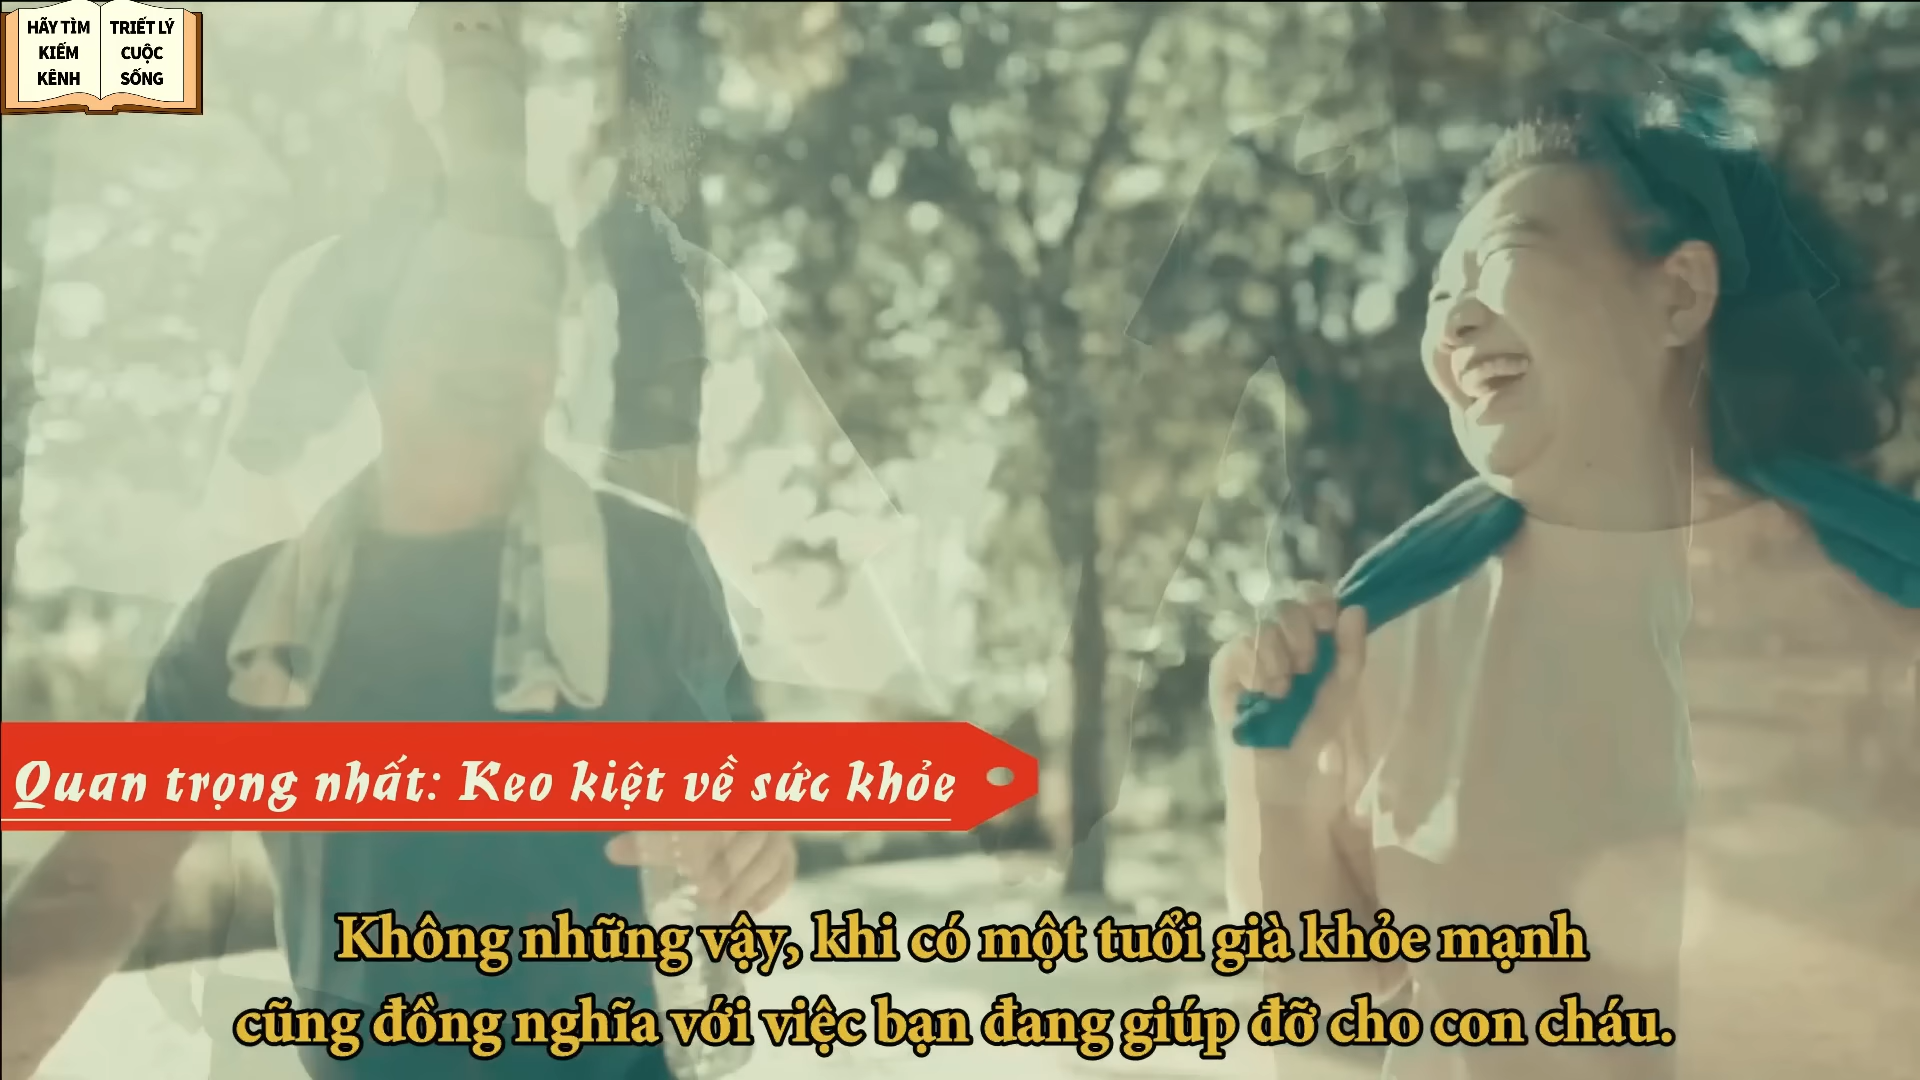 HÃY TÌM
KIẾM
KÊNH
TRIẾT LÝ
CUỘC
SỐNG
Quan trọng nhất: Keo kiệt về sức khỏe
Không những vậy, khi có một tuổi già khỏe mạnh
cũng đồng nghĩa với việc bạn đang giúp đỡ cho con cháu.